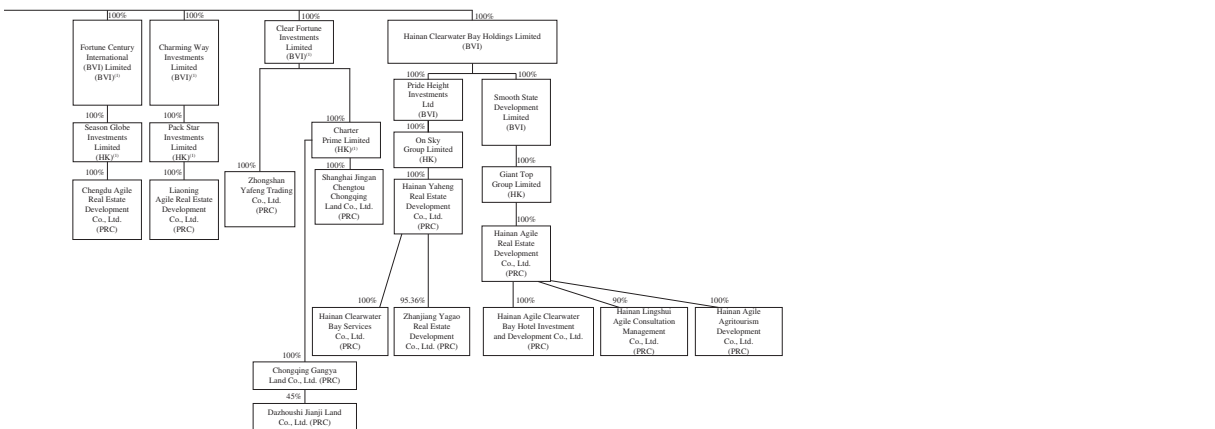 100%
100%
100%
100%
Fortune Century
International
(BVI) Limited
(BVI)⁽¹⁾
Charming Way
Investments
Limited
(BVI)⁽¹⁾
Clear Fortune
Investments
Limited
(BVI)⁽¹⁾
Hainan Clearwater Bay Holdings Limited
(BVI)
100%
100%
Pride Height
Investments
Ltd
(BVI)
Smooth State
Development
Limited
(BVI)
100%
100%
100%
100%
Season Globe
Investments
Limited
(HK)⁽¹⁾
Pack Star
Investments
Limited
(HK)⁽¹⁾
Charter
Prime Limited
(HK)⁽¹⁾
On Sky
Group Limited
(HK)
100%
100%
100%
100%
100%
100%
Chengdu Agile
Real Estate
Development
Co., Ltd.
(PRC)
Liaoning
Agile Real Estate
Development
Co., Ltd.
(PRC)
Zhongshan
Yafeng Trading
Co., Ltd.
(PRC)
Shanghai Jingan
Chengtou
Chongqing
Land Co., Ltd.
(PRC)
Hainan Yaheng
Real Estate
Development
Co., Ltd.
(PRC)
Giant Top
Group Limited
(HK)
100%
Hainan Agile
Real Estate
Development
Co., Ltd.
(PRC)
100%
95.36%
100%
90%
100%
Hainan Clearwater
Bay Services
Co., Ltd.
(PRC)
Zhanjiang Yagao
Real Estate
Development
Co., Ltd. (PRC)
Hainan Agile Clearwater
Bay Hotel Investment
and Development Co., Ltd.
(PRC)
Hainan Lingshui
Agile Consultation
Management
Co., Ltd.
(PRC)
Hainan Agile
Agritourism
Development
Co., Ltd.
(PRC)
100%
Chongqing Gangya
Land Co., Ltd. (PRC)
45%
Dazhoushi Jianji Land
Co., Ltd. (PRC)